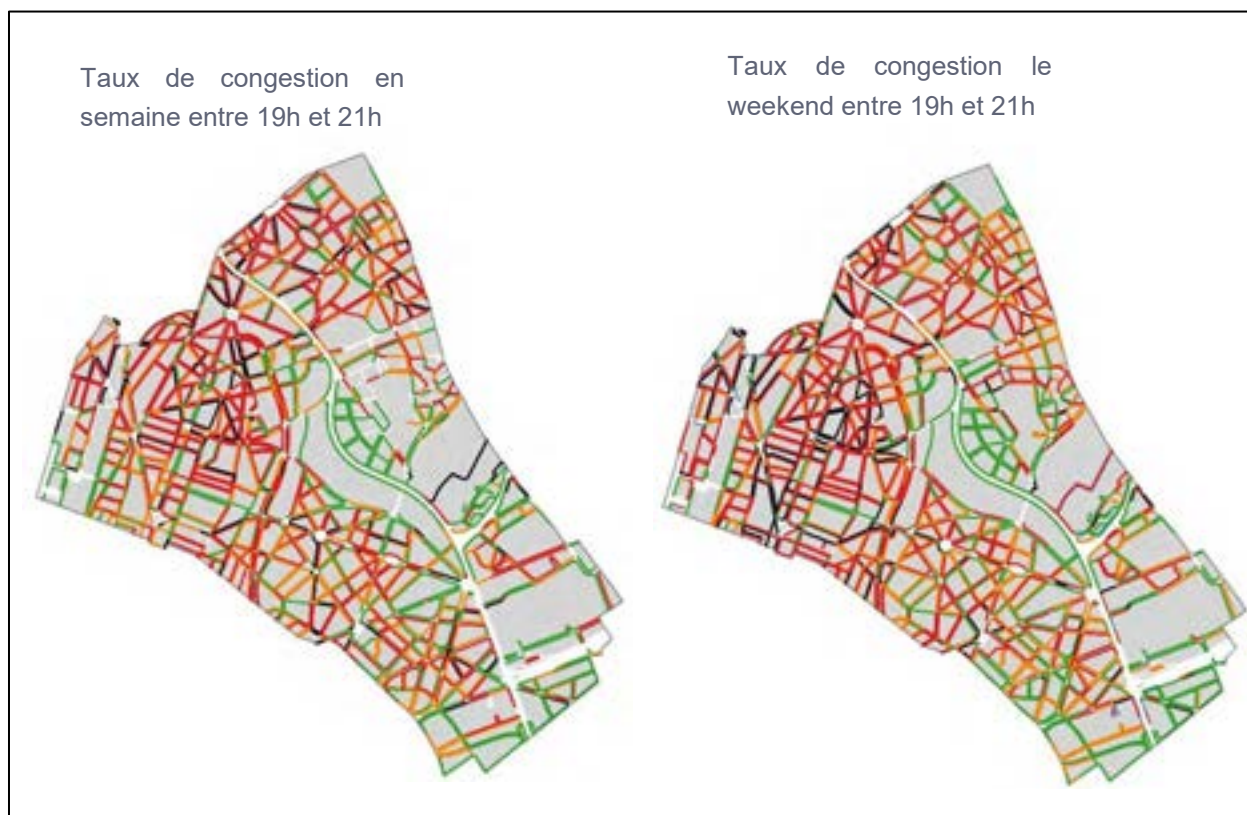 Taux de congestion en
semaine entre 19h et 21h
Taux de congestion le
weekend entre 19h et 21h